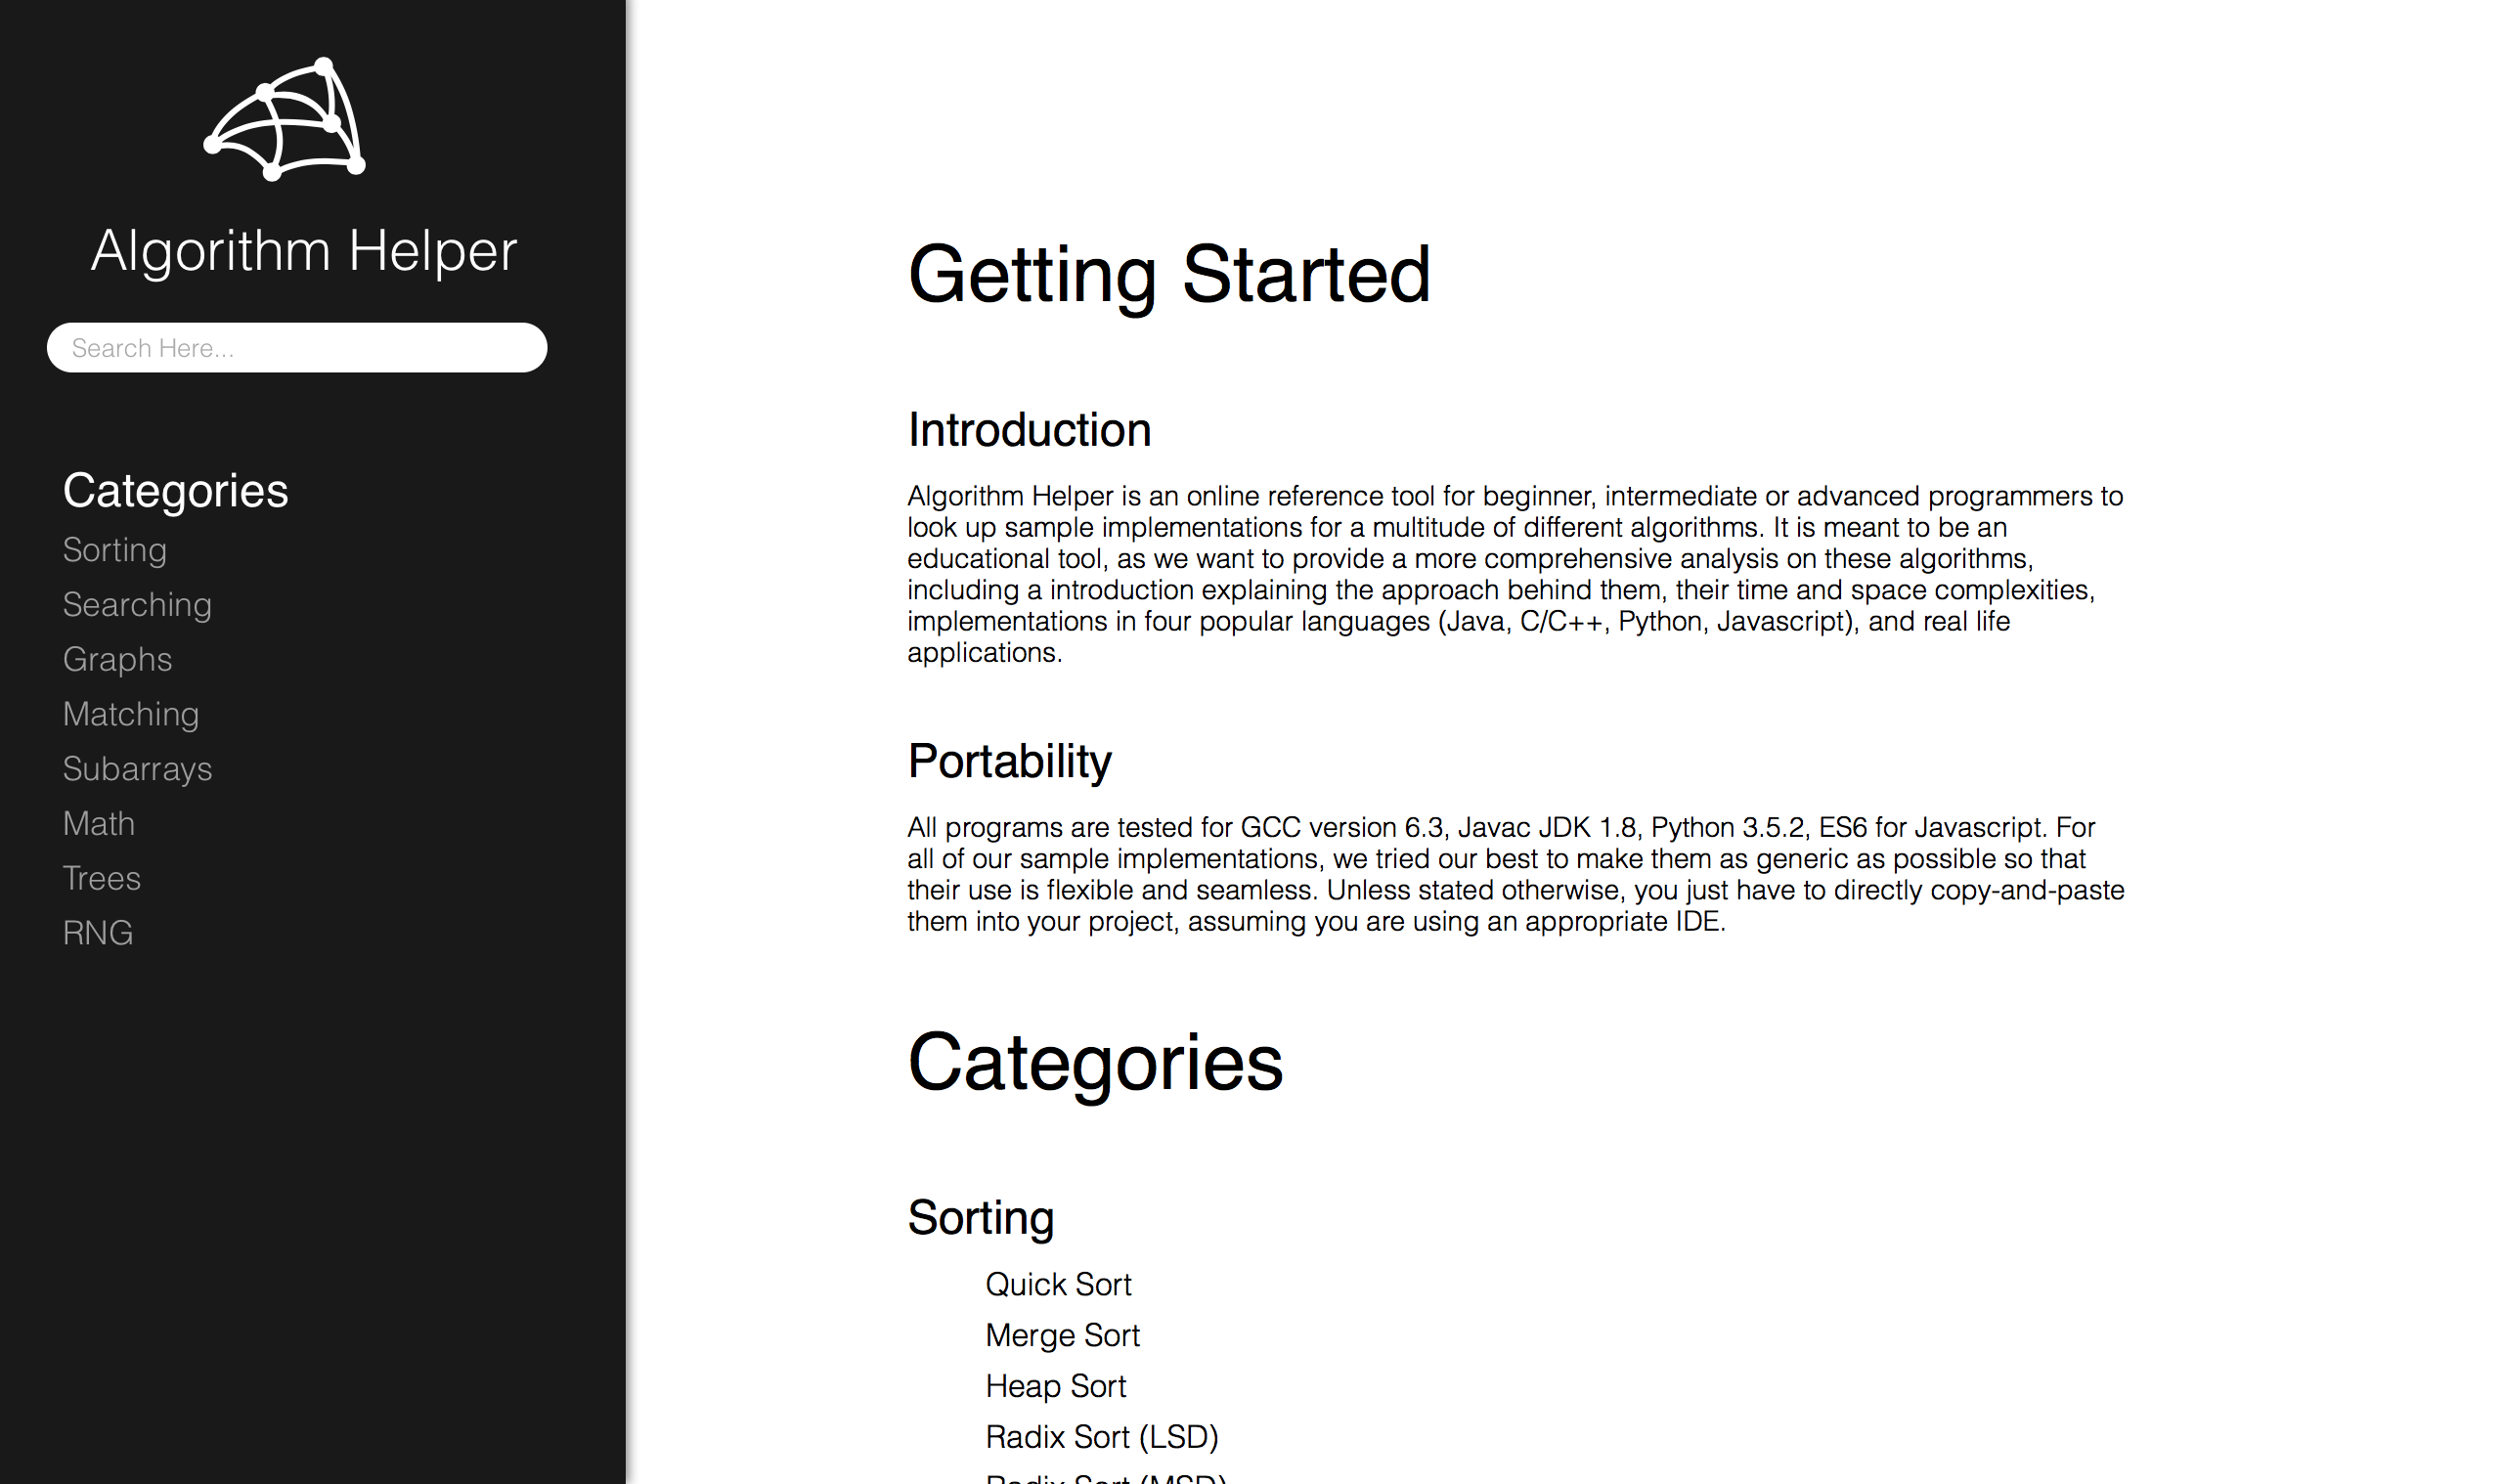 Algorithm Helper
Search Here...
Categories
Sorting
Searching
Graphs
Matching
Subarrays
Math
Trees
RNG
Getting Started
Introduction
Algorithm Helper is an online reference tool for beginner, intermediate or advanced programmers to
look up sample implementations for a multitude of different algorithms. It is meant to be an
educational tool, as we want to provide a more comprehensive analysis on these algorithms,
including a introduction explaining the approach behind them, their time and space complexities,
implementations in four popular languages (Java, C/C++, Python, Javascript), and real life
applications.
Portability
All programs are tested for GCC version 6.3, Javac JDK 1.8, Python 3.5.2, ES6 for Javascript. For
all of our sample implementations, we tried our best to make them as generic as possible so that
their use is flexible and seamless. Unless stated otherwise, you just have to directly copy-and-paste
them into your project, assuming you are using an appropriate IDE.
Categories
Sorting
Quick Sort
Merge Sort
Heap Sort
Radix Sort (LSD)
Radix Sort (MSD)